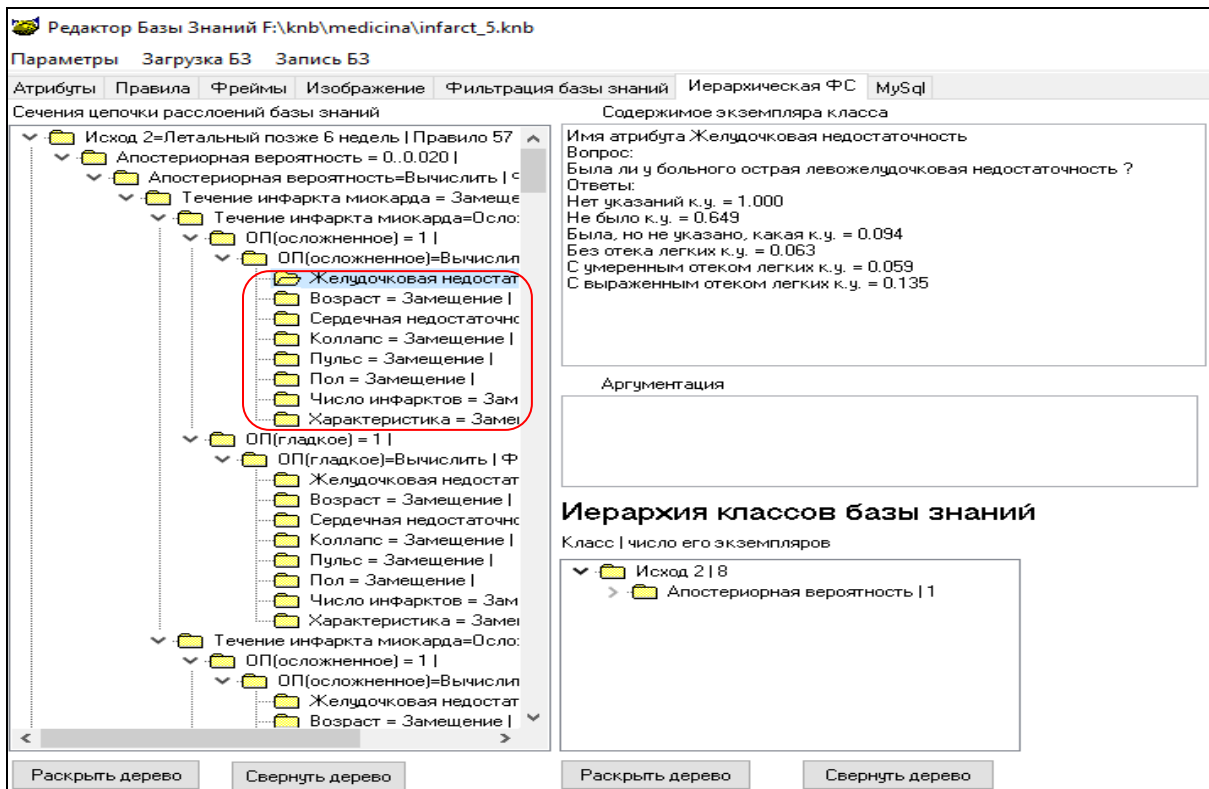 Редактор Базы Знаний F:\knb\medicina\infarct_5.knb
Параметры Загрузка БЗ Запись БЗ
Атрибуты Правила Фреймы Изображение Фильтрация базы знаний Иерархическая ФС MySql
Сечения цепочки расслоений базы знаний
Исход 2=Летальный позже 6 недель | Правило 57
Апостериорная вероятность = 0..0.020 |
Апостериорная вероятность=Вычислить |
Течение инфаркта миокарда = Замеще
Течение инфаркта миокарда=Осло:
ОП(осложненное) = 1 |
ОП(осложненное)=Вычислит
Желудочковая недостат
Возраст = Замещение |
Сердечная недостаточно
Коллапс = Замещение |
Пульс = Замещение |
Пол = Замещение |
Число инфарктов = Зам
Характеристика = Заме
ОП(гладкое) = 1 |
ОП(гладкое)=Вычислить | Ф
Желудочковая недостат
Возраст = Замещение |
Сердечная недостаточно
Коллапс = Замещение |
Пульс = Замещение |
Пол = Замещение |
Число инфарктов = Зам
Характеристика = Заме
Течение инфаркта миокарда=Осло:
ОП(осложненное) = 1 |
ОП(осложненное)=Вычислит
Желудочковая недостат
Возраст = Замещение |
Раскрыть дерево Свернуть дерево
Содержимое экземпляра класса
Имя атрибута Желудочковая недостаточность
Вопрос:
Была ли у больного острая левожелудочковая недостаточность ?
Ответы:
Нет указаний к.у. = 1.000
Не было к.у. = 0.649
Была, но не указано, какая к.у. = 0.094
Без отека легких к.у. = 0.063
С умеренным отеком легких к.у. = 0.059
С выраженным отеком легких к.у. = 0.135
Аргументация
Иерархия классов базы знаний
Класс | число его экземпляров
Исход 2 | 8
Апостериорная вероятность | 1
Раскрыть дерево Свернуть дерево